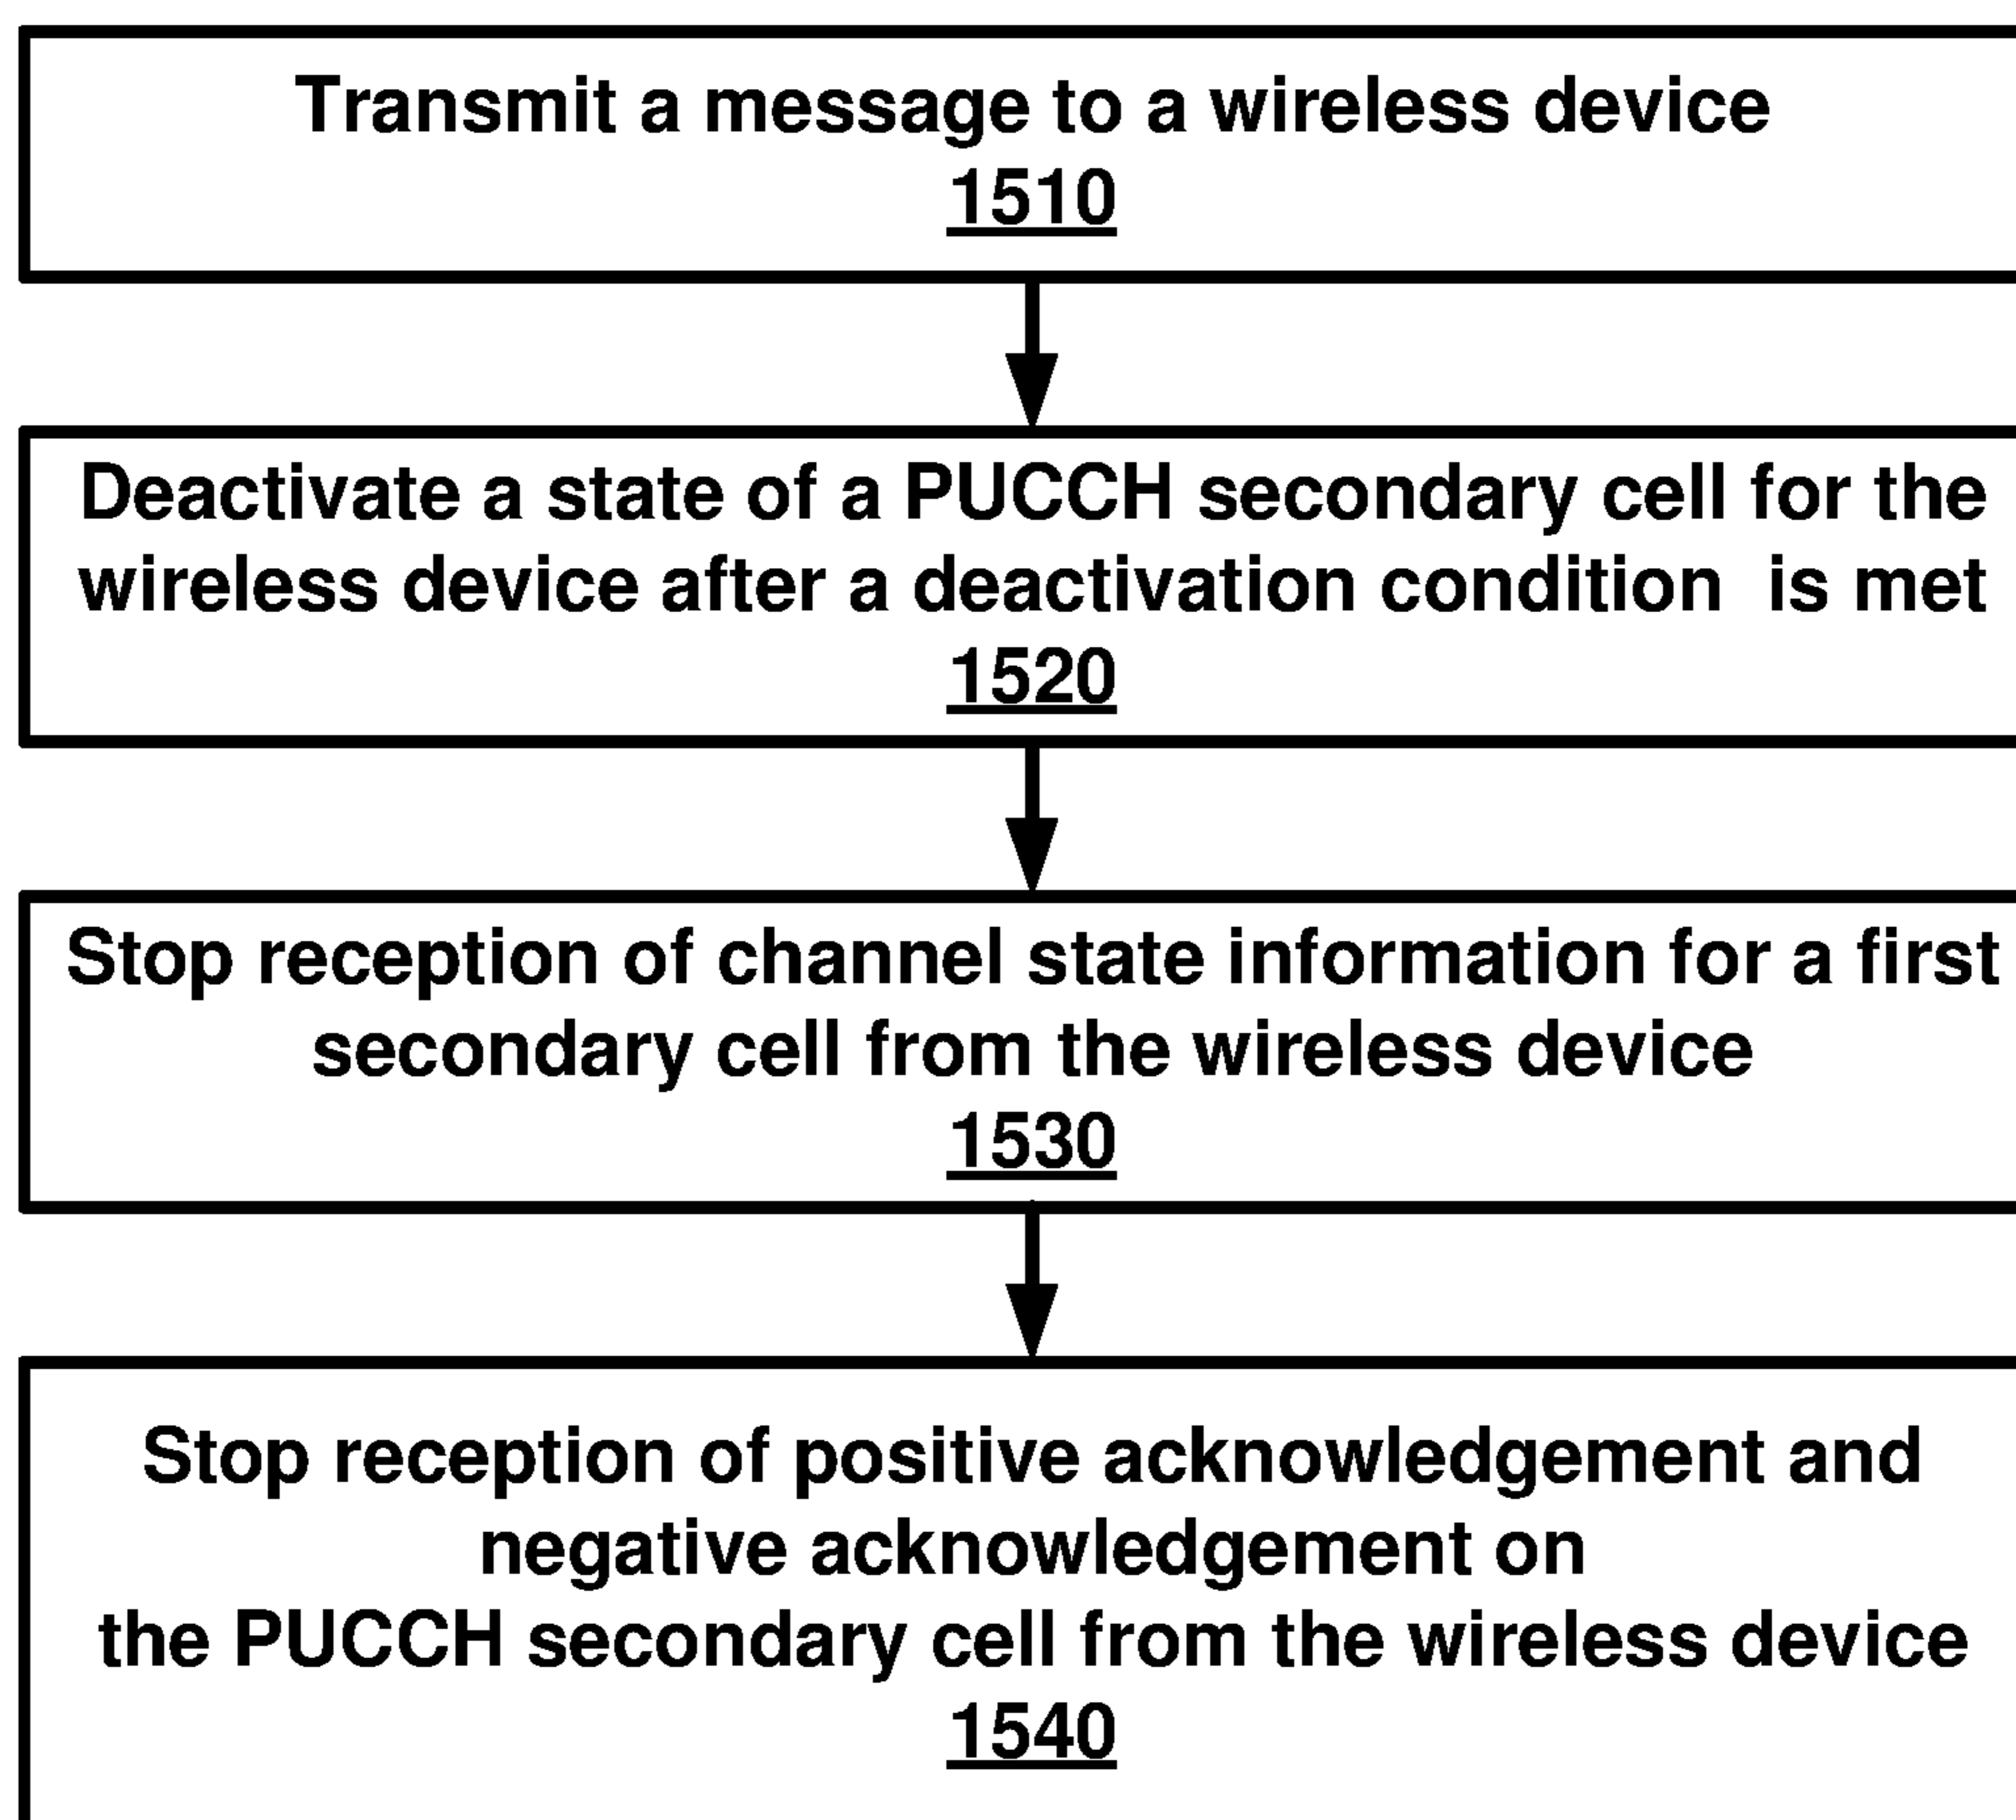 Transmit a message to a wireless device
1510
Deactivate a state of a PUCCH secondary cell for the
wireless device after a deactivation condition  is met
1520
Stop reception of channel state information for a first
secondary cell from the wireless device
1530
Stop reception of positive acknowledgement and
negative acknowledgement on
the PUCCH secondary cell from the wireless device
1540